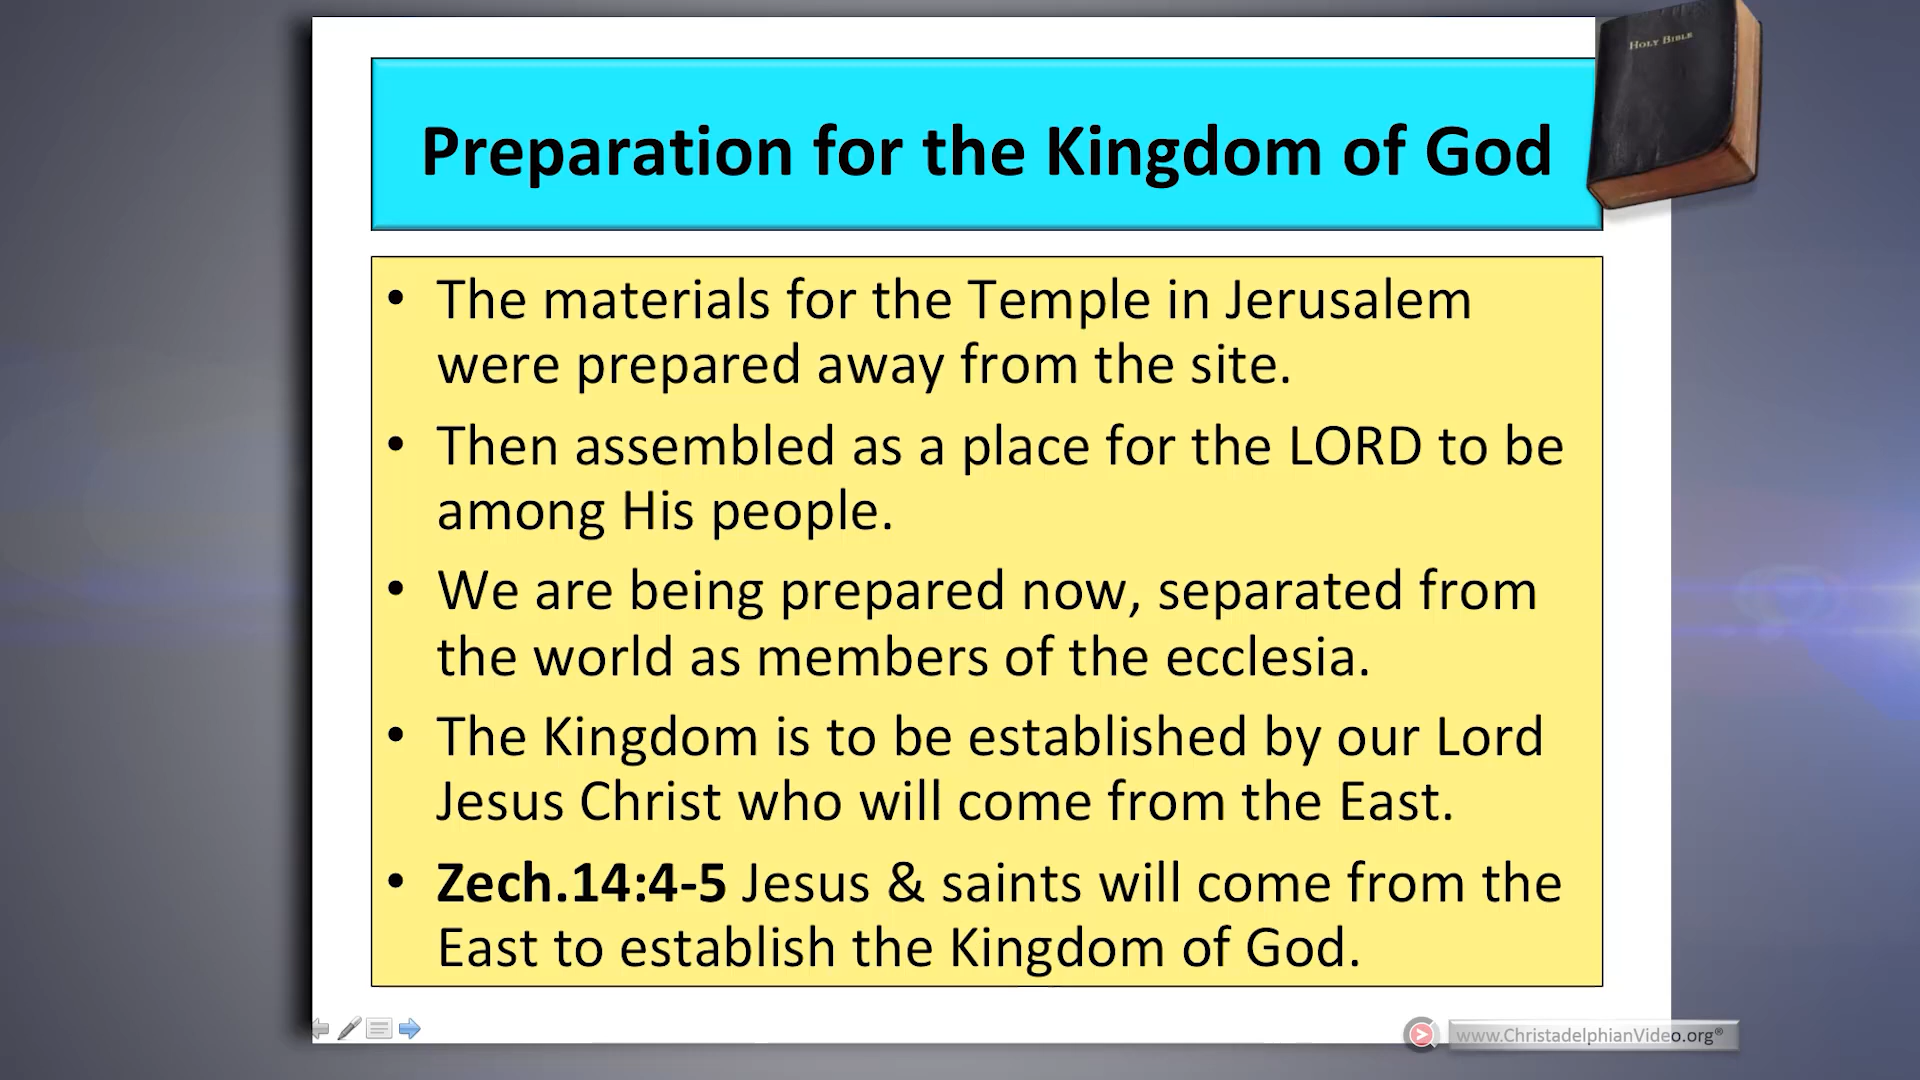 HOLY BIBLE
Preparation for the Kingdom of God
• The materials for the Temple in Jerusalem
were prepared away from the site.
• Then assembled as a place for the LORD to be
among His people.
• We are being prepared now, separated from
the world as members of the ecclesia.
• The Kingdom is to be established by our Lord
Jesus Christ who will come from the East.
• Zech.14:4-5 Jesus & saints will come from the
East to establish the Kingdom of God.
www.ChristadelphianVideo.org®